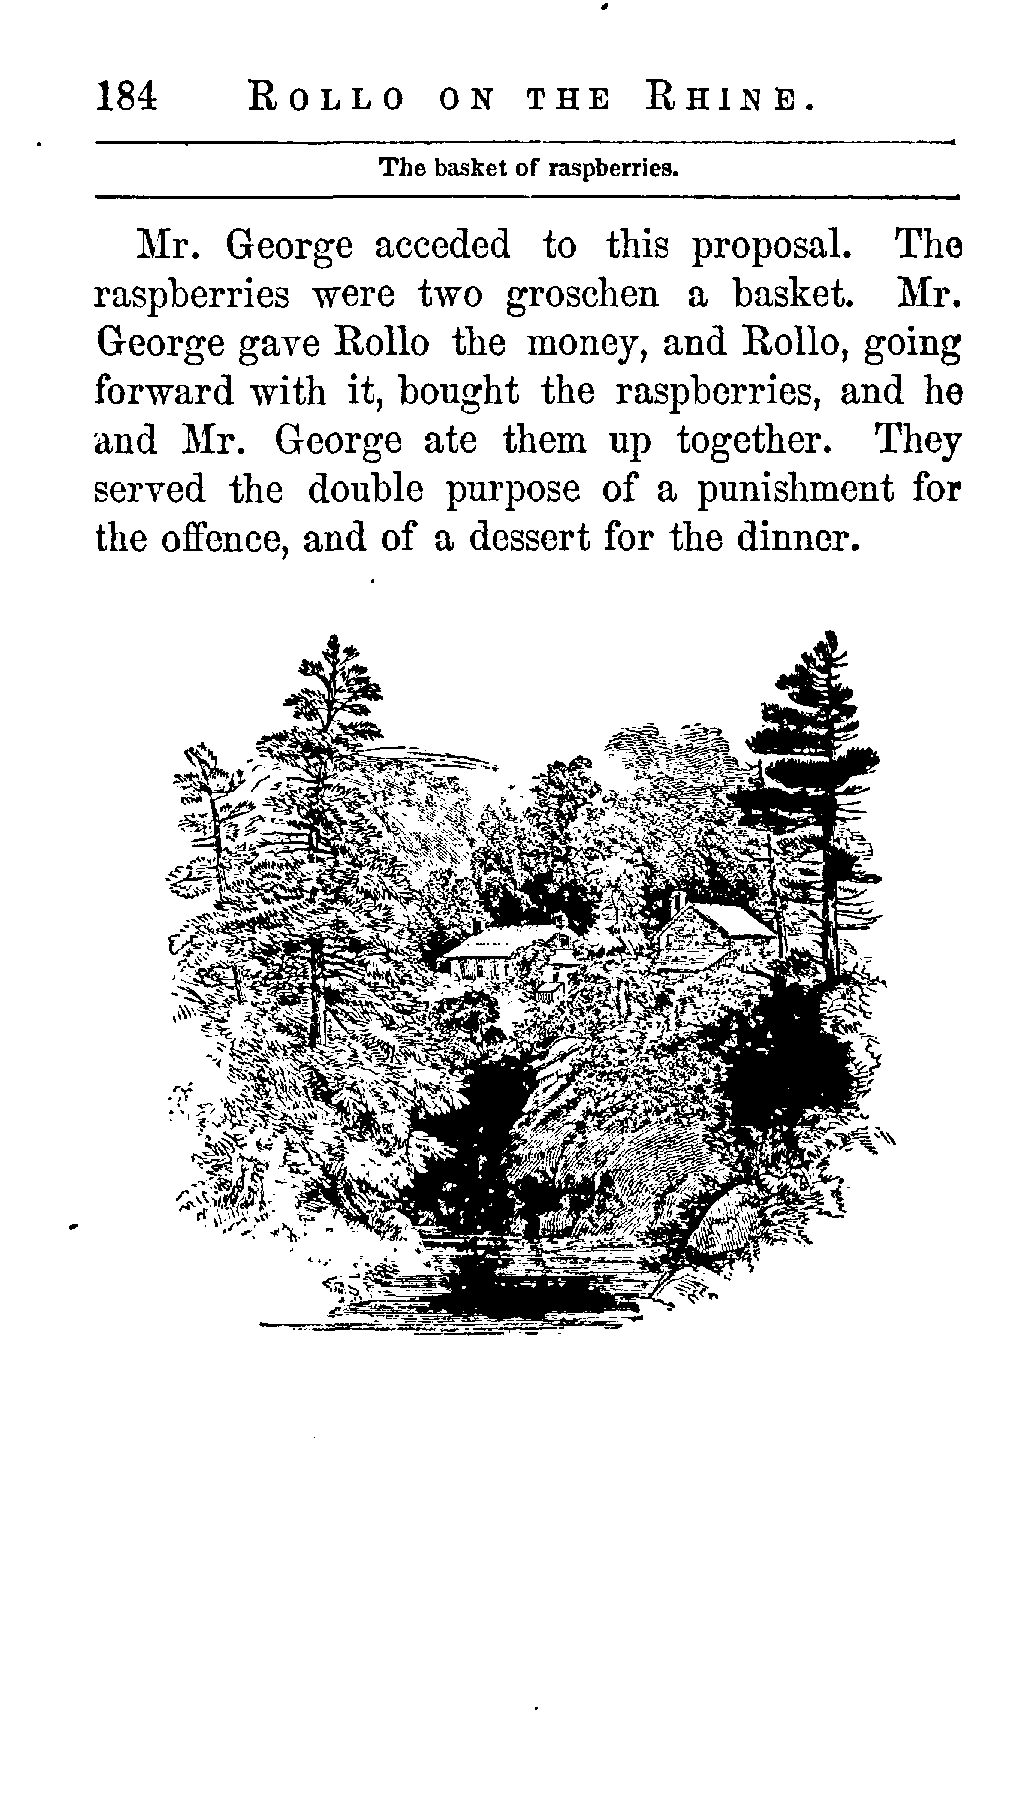 184 ROLLO ON THE RHINE.
The basket of raspberries.
Mr. George acceded to this proposal. The
raspberries were two groschen a basket. Mr.
George gave Rollo the money, and Rollo, going
forward with it, bought the raspberries, and he
and Mr. George ate them up together. They
served the double purpose of a punishment for
the offence, and of a dessert for the dinner.